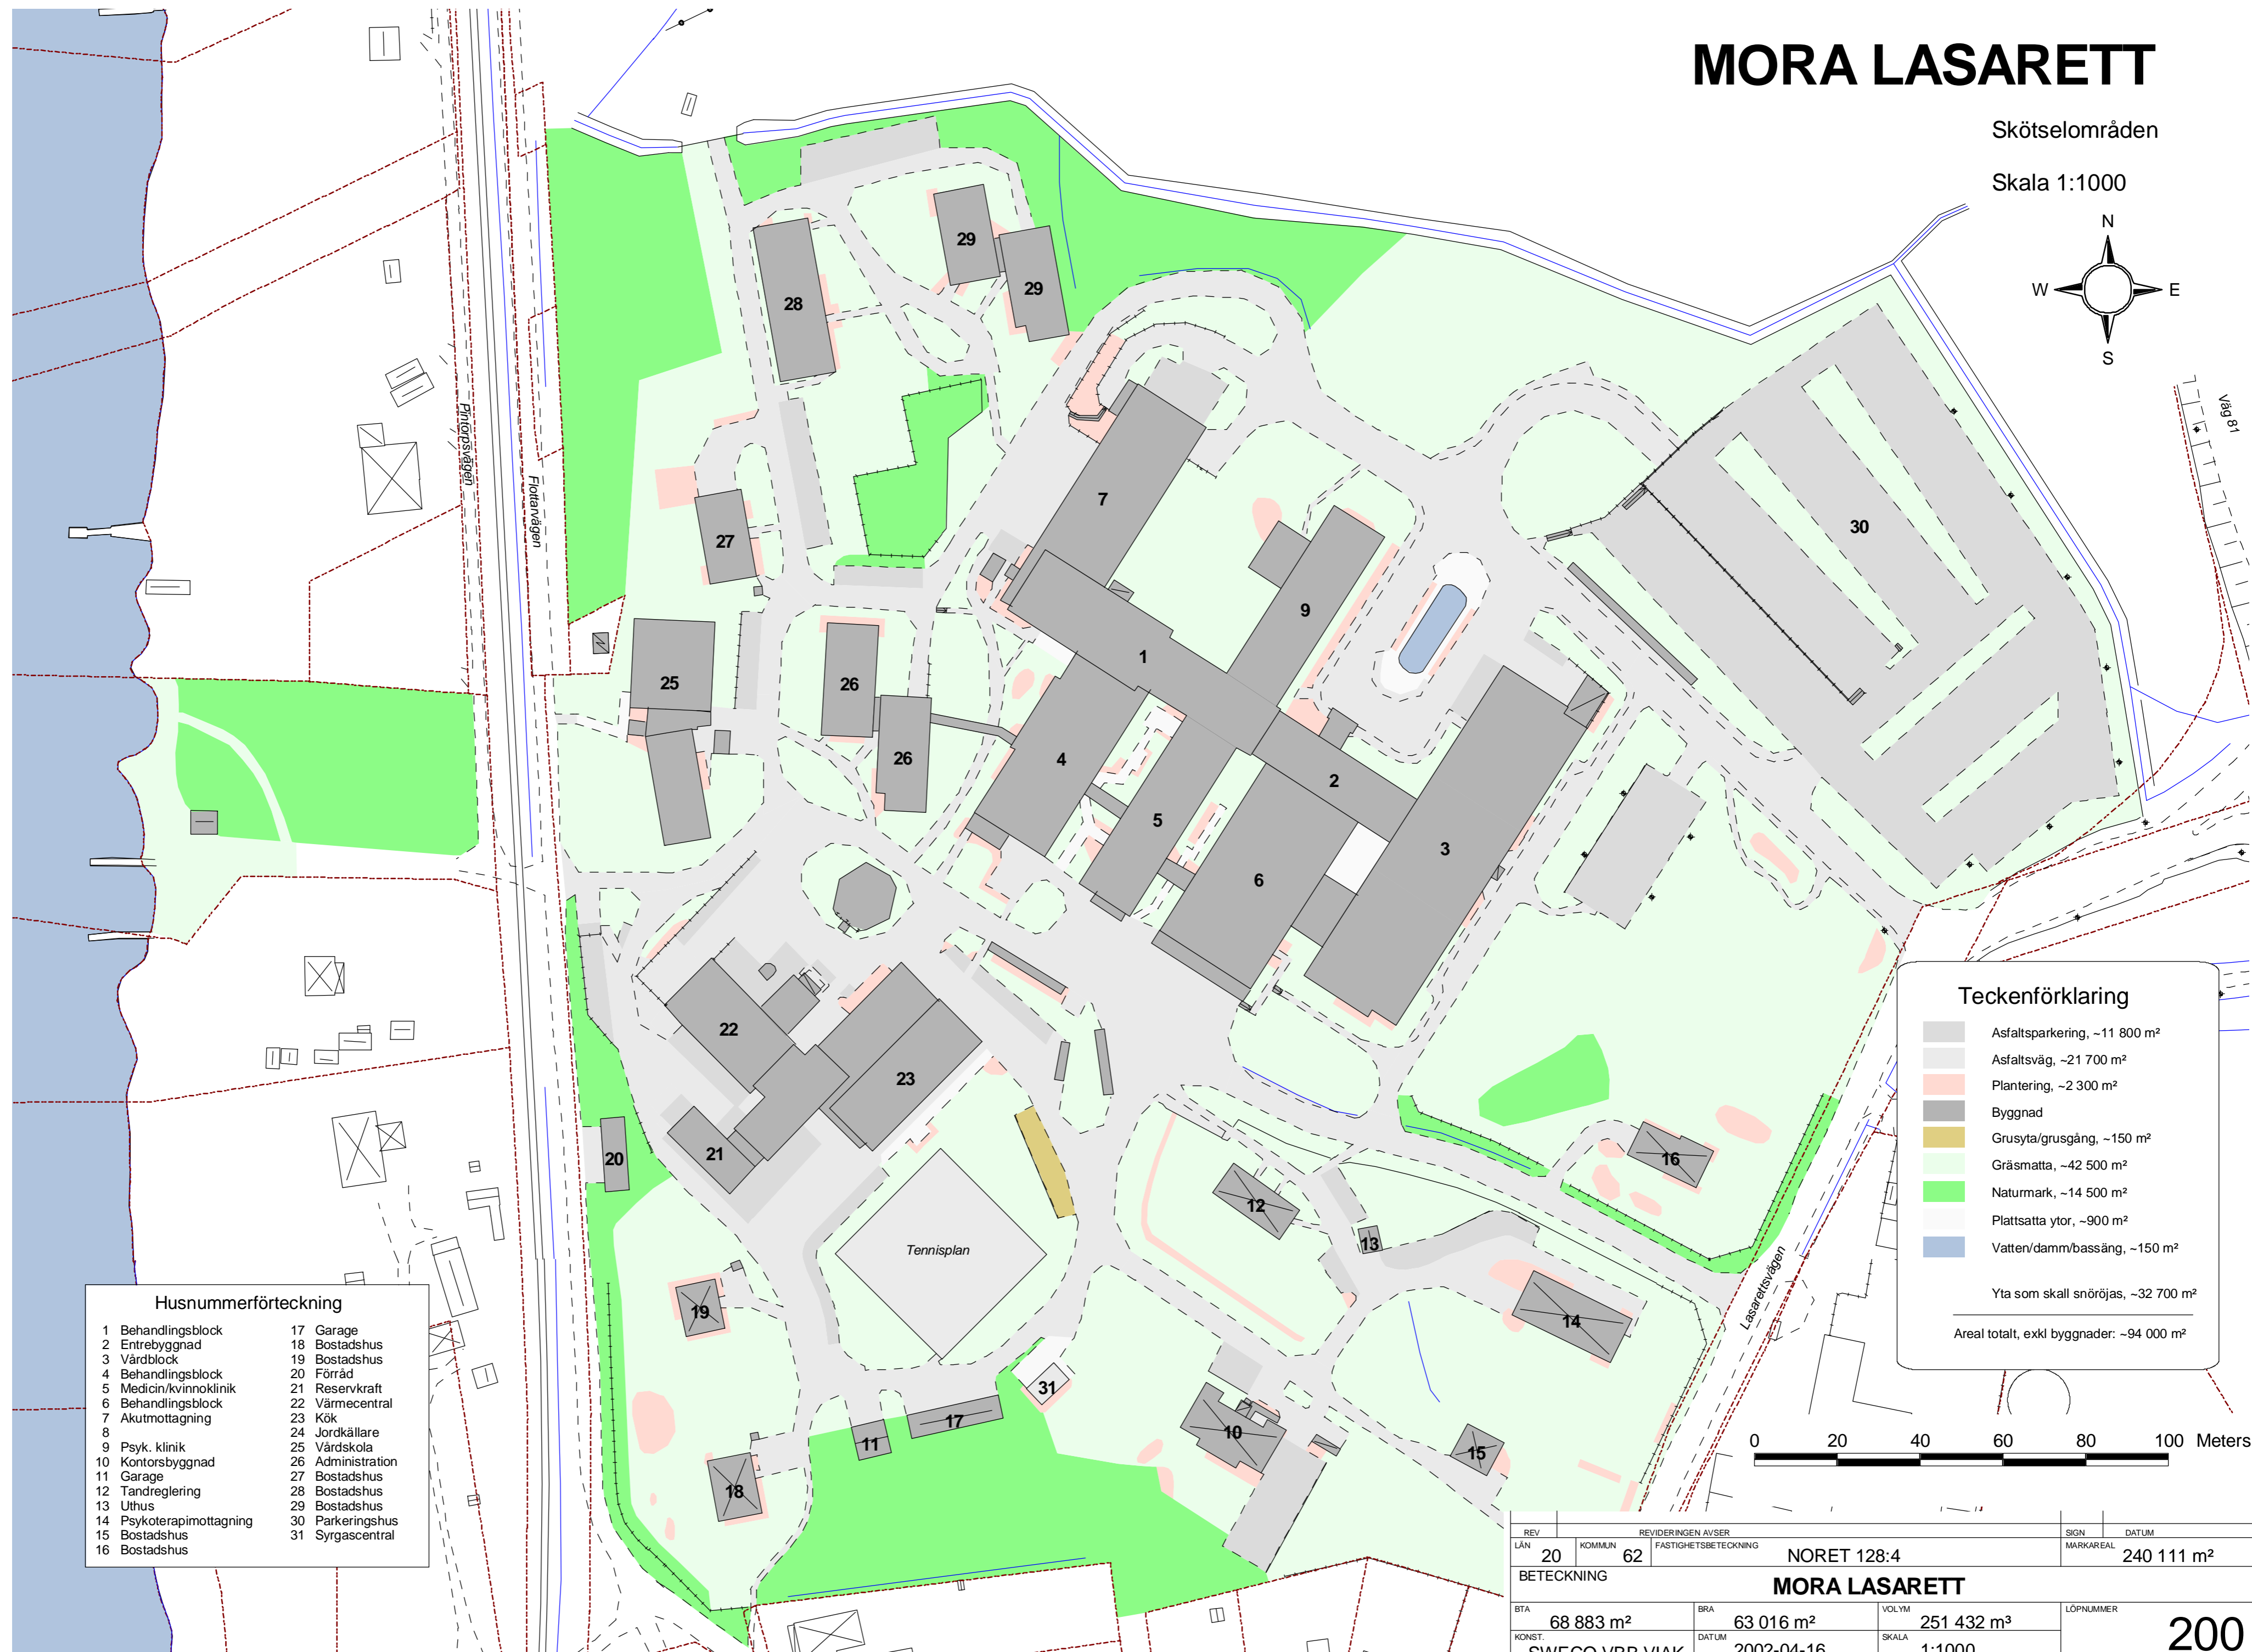 MORA LASARETT
Skötselområden
Skala 1:1000
N
W
E
S
Väg 81
Pintorpsvägen
Flottarvägen
29
29
28
7
30
27
9
1
26
25
26
4
2
5
3
6
22
23
21
20
16
12
13
Tennisplan
19
14
Lasarettsvägen
31
17
11
10
15
18
Teckenförklaring
Asfaltsparkering, ~11 800 m²
Asfaltsväg, ~21 700 m²
Plantering, ~2 300 m²
Byggnad
Grusyta/grusgång, ~150 m²
Gräsmatta, ~42 500 m²
Naturmark, ~14 500 m²
Plattsatta ytor, ~900 m²
Vatten/damm/bassäng, ~150 m²
Yta som skall snöröjas, ~32 700 m²
Areal totalt, exkl byggnader: ~94 000 m²
Husnummerförteckning
1 Behandlingsblock
2 Entrebyggnad
3 Vårdblock
4 Behandlingsblock
5 Medicin/kvinnoklinik
6 Behandlingsblock
7 Akutmottagning
8
9 Psyk. klinik
10 Kontorsbyggnad
11 Garage
12 Tandreglering
13 Uthus
14 Psykoterapimottagning
15 Bostadshus
16 Bostadshus
17 Garage
18 Bostadshus
19 Bostadshus
20 Förråd
21 Reservkraft
22 Värmecentral
23 Kök
24 Jordkällare
25 Vårdskola
26 Administration
27 Bostadshus
28 Bostadshus
29 Bostadshus
30 Parkeringshus
31 Syrgascentral
0 20 40 60 80 100 Meters
REV REVIDERINGEN AVSER SIGN DATUM
LÄN 20 KOMMUN 62 FASTIGHETSBETECKNING NORET 128:4 MARKAREAL 240 111 m²
BETECKNING
MORA LASARETT
BTA 68 883 m² BRA 63 016 m² VOLYM 251 432 m³ LÖPNUMMER 200
KONST. SWECO VBB VIAK DATUM 2002-04-16 SKALA 1:1000